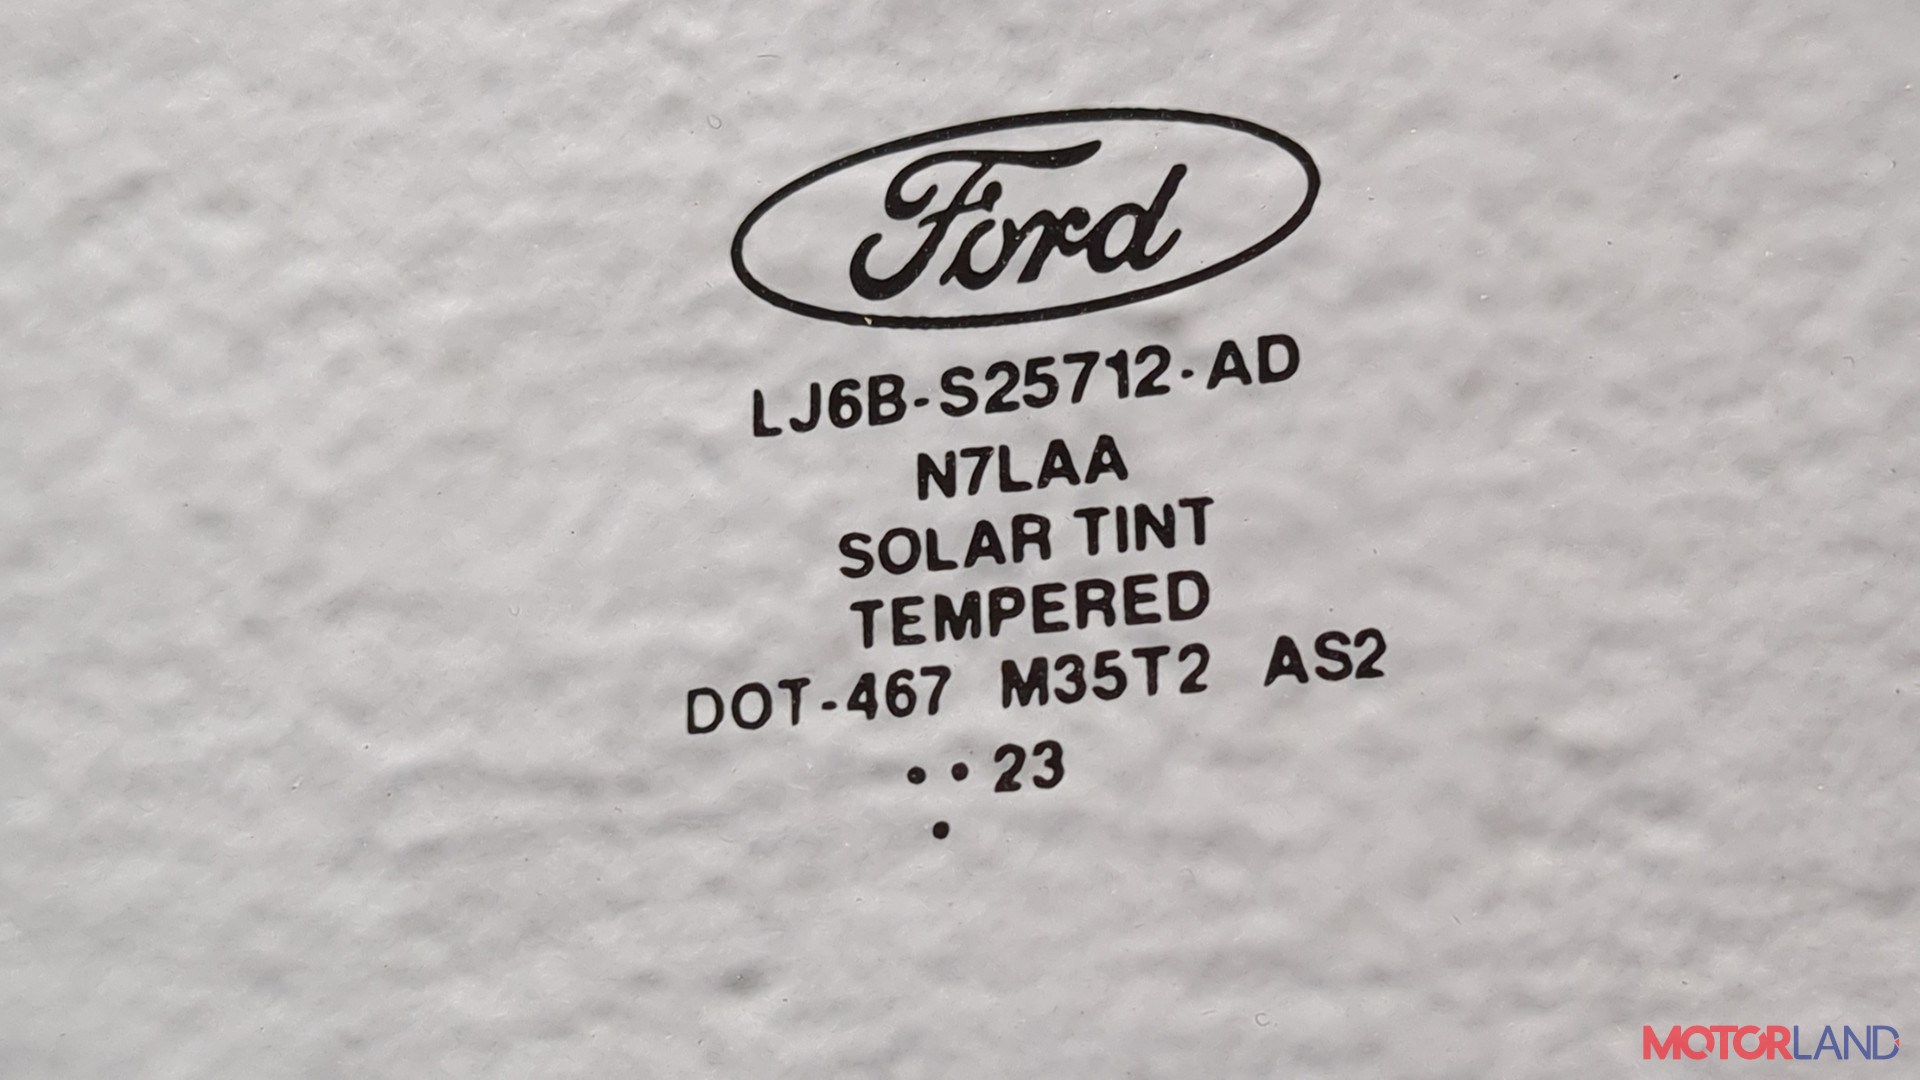 Ford
LJ6B-S25712-AD
N7LAA
SOLAR TINT
TEMPERED
DOT-467 M35T2 AS2
• • 23
•
MOTORLAND